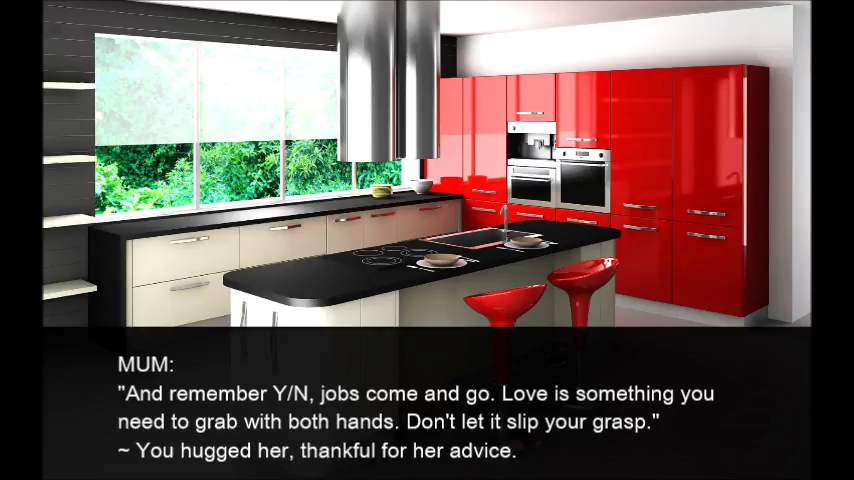 MUM:
"And remember Y/N, jobs come and go. Love is something you
need to grab with both hands. Don't let it slip your grasp."
~ You hugged her, thankful for her advice.